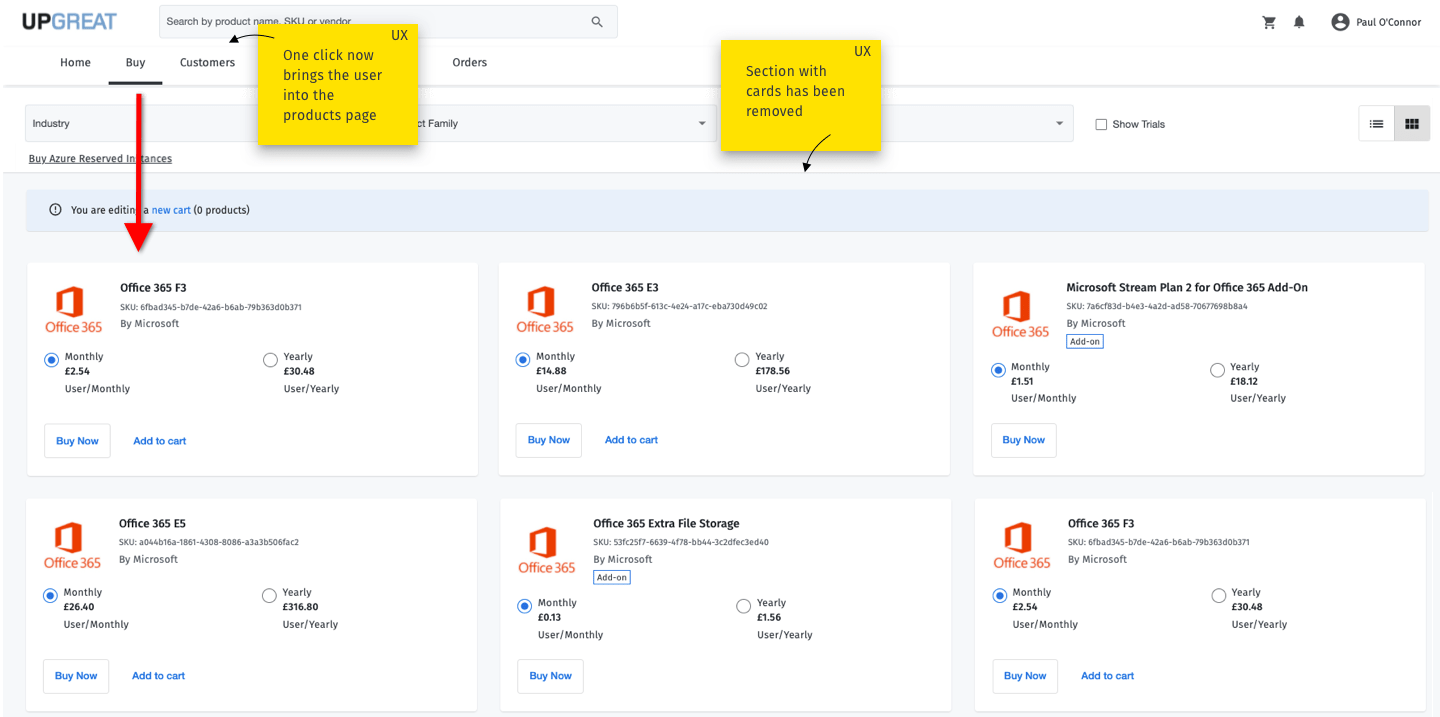 UPGREAT
Search by product name, SKU or vendor
Paul O'Connor
Home
Buy
Customers
Orders
UX
One click now
brings the user
into the
products page
UX
Section with
cards has been
removed
Industry
ct Family
Show Trials
Buy Azure Reserved Instances
You are editing a new cart (0 products)
Office 365
Office 365 F3
SKU: 6fbad345-b7de-42a6-b6ab-79b363d0b371
By Microsoft
Monthly
£2.54
User/Monthly
Yearly
£30.48
User/Yearly
Buy Now
Add to cart
Office 365
Office 365 E3
SKU: 796b6b5f-613c-4e24-a17c-eba730d49c02
By Microsoft
Monthly
£14.88
User/Monthly
Yearly
£178.56
User/Yearly
Buy Now
Add to cart
Office 365
Microsoft Stream Plan 2 for Office 365 Add-On
SKU: 7a6cf83d-b4e3-4a2d-ad58-70677698b8a4
By Microsoft
Add-on
Monthly
£1.51
User/Monthly
Yearly
£18.12
User/Yearly
Buy Now
Office 365
Office 365 E5
SKU: a044b16a-1861-4308-8086-a3a3b506fac2
By Microsoft
Monthly
£26.40
User/Monthly
Yearly
£316.80
User/Yearly
Buy Now
Add to cart
Office 365
Office 365 Extra File Storage
SKU: 53fc25f7-6639-4f78-bb44-3c2dfec3ed40
By Microsoft
Add-on
Monthly
£0.13
User/Monthly
Yearly
£1.56
User/Yearly
Buy Now
Office 365
Office 365 F3
SKU: 6fbad345-b7de-42a6-b6ab-79b363d0b371
By Microsoft
Monthly
£2.54
User/Monthly
Yearly
£30.48
User/Yearly
Buy Now
Add to cart